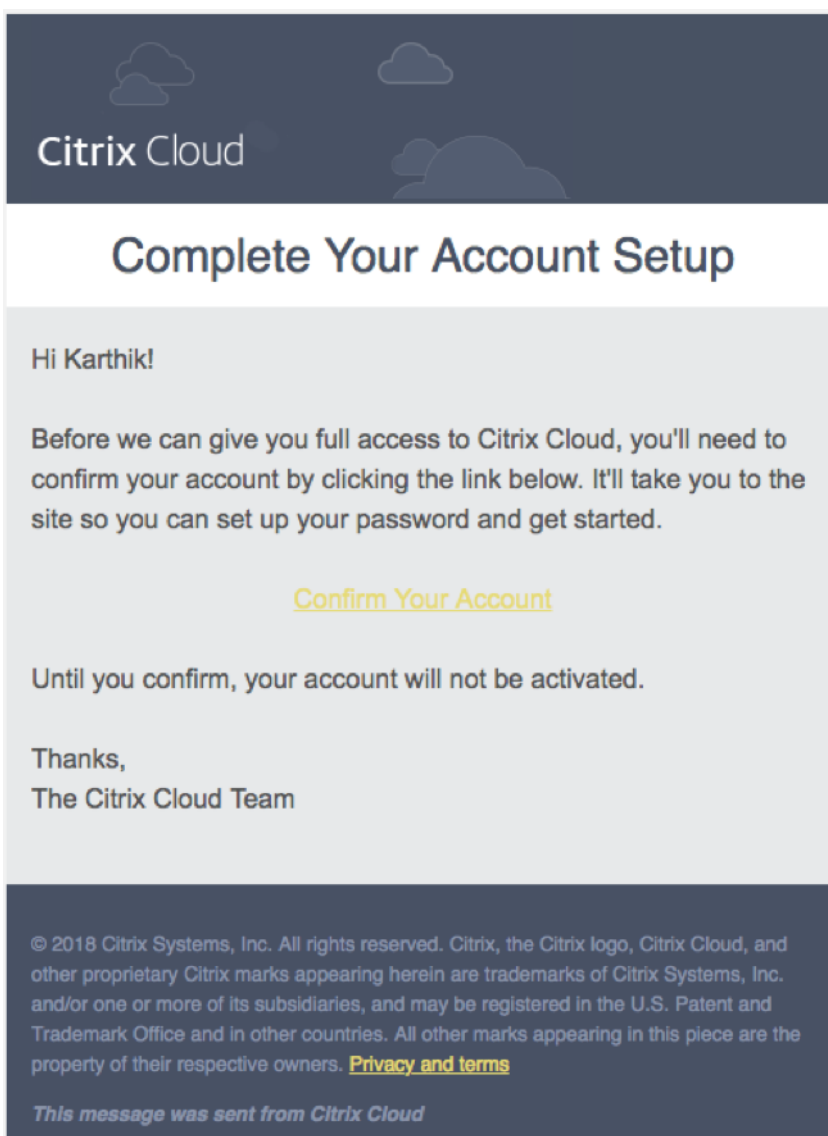 Citrix Cloud
Complete Your Account Setup
Hi Karthik!
Before we can give you full access to Citrix Cloud, you'll need to
confirm your account by clicking the link below. It'll take you to the
site so you can set up your password and get started.
Confirm Your Account
Until you confirm, your account will not be activated.
Thanks,
The Citrix Cloud Team
© 2018 Citrix Systems, Inc. All rights reserved. Citrix, the Citrix logo, Citrix Cloud, and
other proprietary Citrix marks appearing herein are trademarks of Citrix Systems, Inc.
and/or one or more of its subsidiaries, and may be registered in the U.S. Patent and
Trademark Office and in other countries. All other marks appearing in this piece are the
property of their respective owners. Privacy and terms
This message was sent from Citrix Cloud